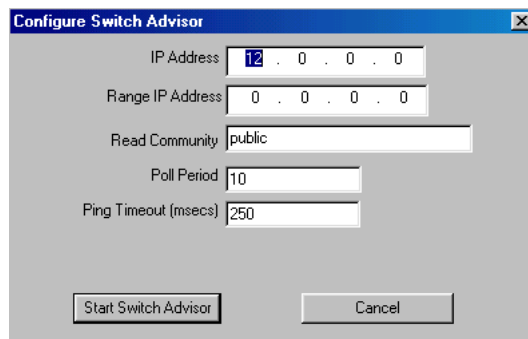 Configure Switch Advisor
IP Address 12 . 0 . 0 . 0
Range IP Address 0 . 0 . 0 . 0
Read Community public
Poll Period 10
Ping Timeout (msecs) 250
Start Switch Advisor Cancel